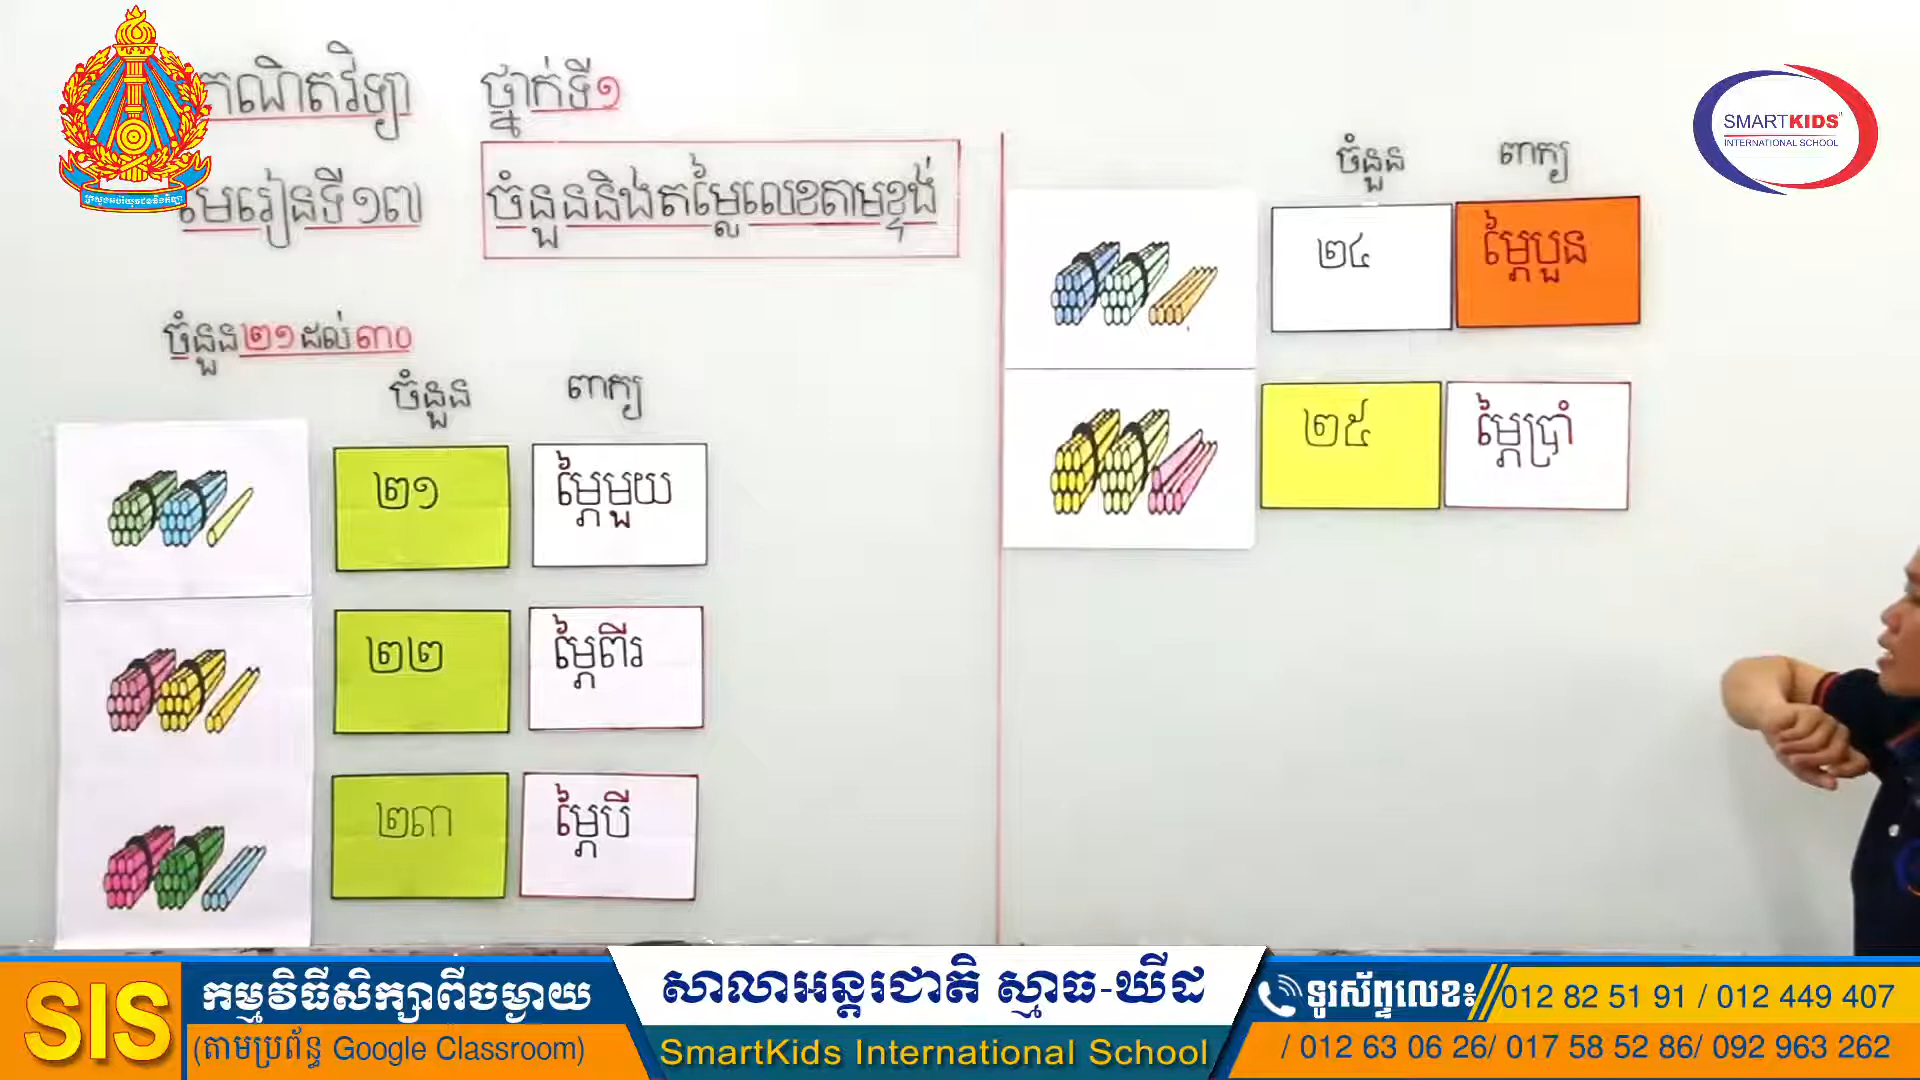 គណិតវិទ្យា ថ្នាក់ទី១
មេរៀនទី១៧ ចំនួននិងតម្លៃលេខតាមខ្ទង់
ចំនួន២១ដល់៣០
ចំនួន ពាក្យ
២១ ម្ភៃមួយ
២២ ម្ភៃពីរ
២៣ ម្ភៃបី
ចំនួន ពាក្យ
២៤ ម្ភៃបួន
២៥ ម្ភៃប្រាំ
SMARTKIDS
INTERNATIONAL SCHOOL
SIS
កម្មវិធីសិក្សាពីចម្ងាយ
(តាមប្រព័ន្ធ Google Classroom)
សាលាអន្តរជាតិ ស្មាធ-ឃីដ
SmartKids International School
ទូរស័ព្ទលេខ៖ 012 82 51 91 / 012 449 407
/ 012 63 06 26/ 017 58 52 86/ 092 963 262